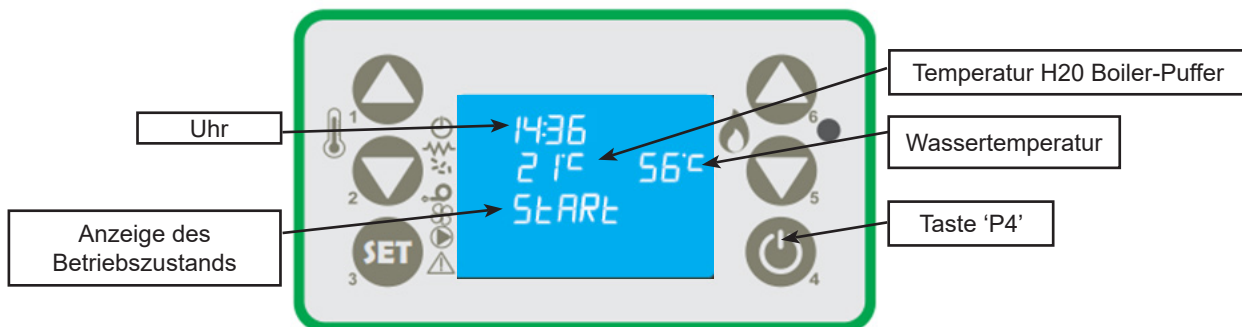 Uhr
Anzeige des
Betriebszustands
1
2
SET
3
14:36
21°C 56°C
StARt
6
5
4
Temperatur H20 Boiler-Puffer
Wassertemperatur
Taste ‘P4’